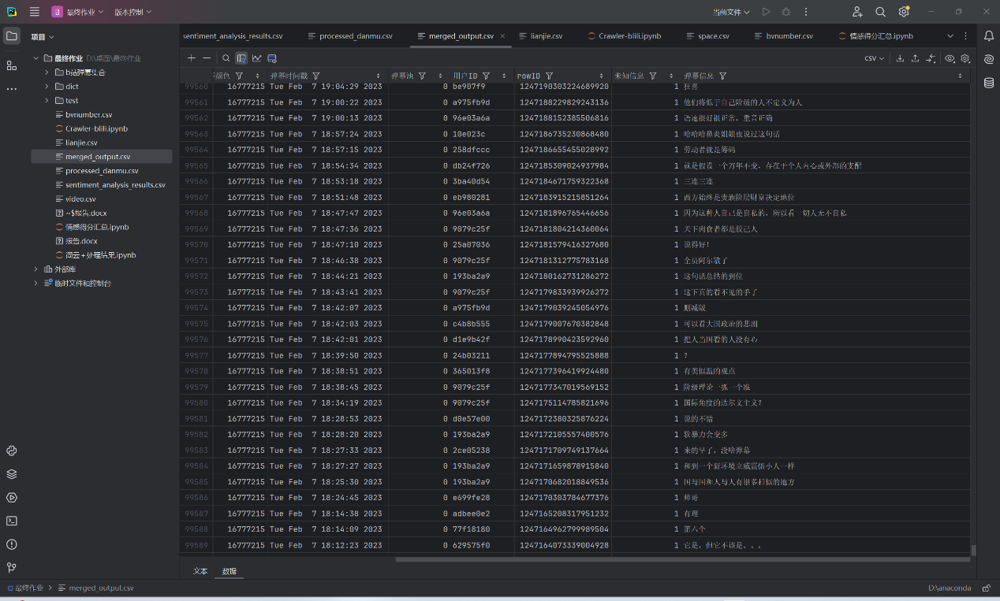 最终作业 版本控制 当前文件
项目
sentiment_analysis_results.csv processed_danmu.csv merged_output.csv lianjie.csv Crawler-blili.ipynb space.csv bvnumber.csv 情感得分汇总.ipynb
最终作业 D:\桌面\最终作业
b站弹幕集合
dict
test
bvnumber.csv
Crawler-blili.ipynb
lianjie.csv
merged_output.csv
processed_danmu.csv
sentiment_analysis_results.csv
video.csv
~$报告.docx
情感得分汇总.ipynb
报告.docx
词云+处理结果.ipynb
外部库
临时文件和控制台
CSV
颜色 弹幕时间戳 弹幕池 用户ID rowID 未知信息 弹幕信息
99560 16777215 Tue Feb 7 19:04:29 2023 0 be907f9 1247190303224689920 1 狂喜
99561 16777215 Tue Feb 7 19:00:22 2023 0 a975fb9d 1247188229829243136 1 他们将低于自己阶级的人不定义为人
99562 16777215 Tue Feb 7 19:00:13 2023 0 96e03a6a 1247188152385506816 1 语速很好很正常，重音正确
99563 16777215 Tue Feb 7 18:57:24 2023 0 10e023c 1247186735230868480 1 哈哈哈鼻炎姐姐也说过这句话
99564 16777215 Tue Feb 7 18:57:15 2023 0 258dfccc 1247186655455028992 1 劳动者就是筹码
99565 16777215 Tue Feb 7 18:54:34 2023 0 db24f726 1247185309024937984 1 就是假设一个万年不变，存在于个人内心或外部的支配
99566 16777215 Tue Feb 7 18:53:18 2023 0 3ba40d54 1247184671759322368 1 三连三连
99567 16777215 Tue Feb 7 18:51:48 2023 0 eb980281 1247183915215851264 1 西方始终是贵族阶层财富决定地位
99568 16777215 Tue Feb 7 18:47:47 2023 0 96e03a6a 1247181896765446656 1 因为这种人自己是自私的，所以看一切人无不自私
99569 16777215 Tue Feb 7 18:47:36 2023 0 9079c25f 1247181804214360064 1 天下肉食者都是肢己人
99570 16777215 Tue Feb 7 18:47:10 2023 0 25a07036 1247181579416327680 1 说得好！
99571 16777215 Tue Feb 7 18:46:38 2023 0 9079c25f 1247181312775783168 1 全员阿尔敏了
99572 16777215 Tue Feb 7 18:44:21 2023 0 193ba2a9 1247180162731286272 1 这句话总结的到位
99573 16777215 Tue Feb 7 18:43:41 2023 0 9079c25f 1247179833939926272 1 这下真的看不见的手了
99574 16777215 Tue Feb 7 18:42:07 2023 0 a975fb9d 1247179039245054976 1 删减版
99575 16777215 Tue Feb 7 18:42:03 2023 0 c4b8b555 1247179007670382848 1 可以看大国政治的悲剧
99576 16777215 Tue Feb 7 18:42:01 2023 0 d1e9b42f 1247178990423592960 1 把人当国看的人没有心
99577 16777215 Tue Feb 7 18:39:50 2023 0 24b03211 1247177894795525888 1 ？
99578 16777215 Tue Feb 7 18:38:51 2023 0 365013f8 1247177396419924480 1 有类似温的观点
99579 16777215 Tue Feb 7 18:38:45 2023 0 9079c25f 1247177347019569152 1 阶级理论一抓一个准
99580 16777215 Tue Feb 7 18:34:19 2023 0 9079c25f 1247175114785821696 1 国际角度的达尔文主义？
99581 16777215 Tue Feb 7 18:28:53 2023 0 d0e57e00 1247172380325876224 1 说的不错
99582 16777215 Tue Feb 7 18:28:20 2023 0 193ba2a9 1247172105557400576 1 软暴力会变多
99583 16777215 Tue Feb 7 18:27:33 2023 0 2ce05238 1247171709749137664 1 来的早了，没啥弹幕
99584 16777215 Tue Feb 7 18:27:27 2023 0 193ba2a9 1247171659878915840 1 和到一个新环境立威震慑小人一样
99585 16777215 Tue Feb 7 18:25:30 2023 0 193ba2a9 1247170682018849536 1 国与国和人与人有很多相似的地方
99586 16777215 Tue Feb 7 18:24:45 2023 0 e699fe28 1247170303784677376 1 帅哥
99587 16777215 Tue Feb 7 18:14:38 2023 0 adbee0e2 1247165208317951232 1 有理
99588 16777215 Tue Feb 7 18:14:09 2023 0 77f18180 1247164962799989504 1 第六个
99589 16777215 Tue Feb 7 18:12:23 2023 0 629575f0 1247164073339004928 1 它是，但它不该是。。。
文本 数据
最终作业 merged_output.csv D:\anaconda